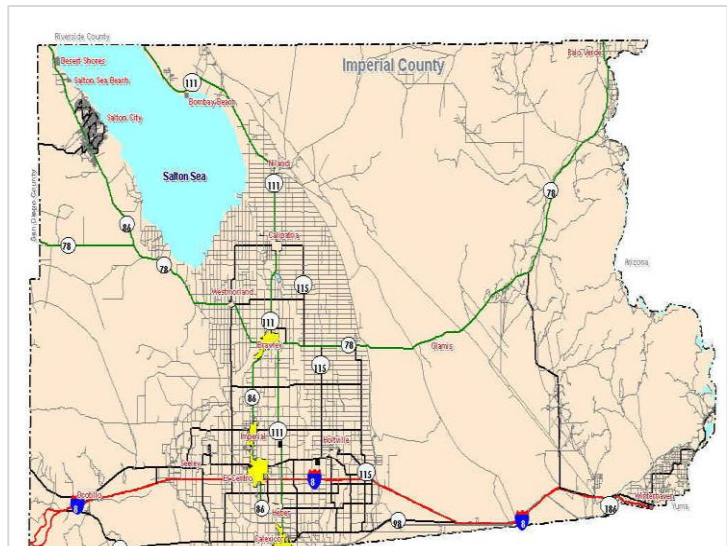 Riverside County
Desert Shores
Salton Sea Beach
Salton City
111
Bombay Beach
Imperial County
Palo Verde
Salton Sea
Niland
111
78
San Diego County
86
78
78
Calipatria
115
Arizona
Westmorland
111
Brawley
78
Glamis
115
86
Imperial
111
Holtville
Seeley
El Centro
8
115
Ocotillo
8
86
Heber
98
8
186
Winterhaven
Yuma
Calexico